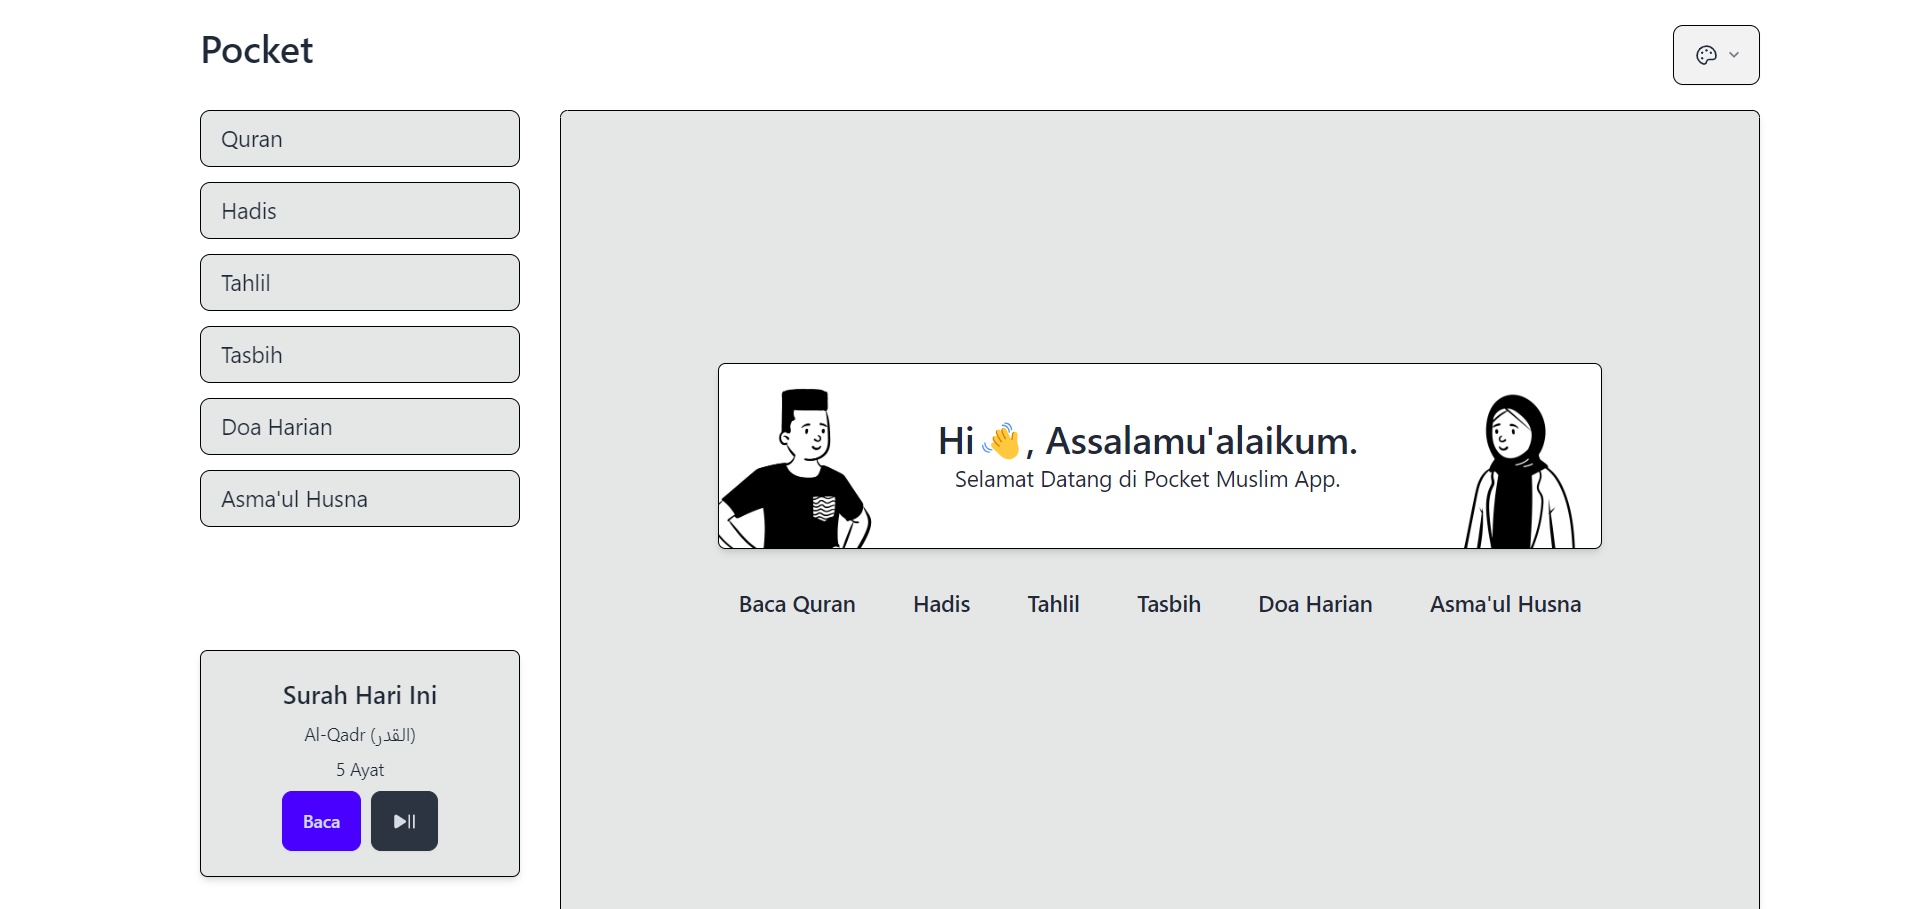 Pocket
Quran
Hadis
Tahlil
Tasbih
Doa Harian
Asma'ul Husna
Surah Hari Ini
Al-Qadr (القدر)
5 Ayat
Baca
Hi 👋, Assalamu'alaikum.
Selamat Datang di Pocket Muslim App.
Baca Quran Hadis Tahlil Tasbih Doa Harian Asma'ul Husna